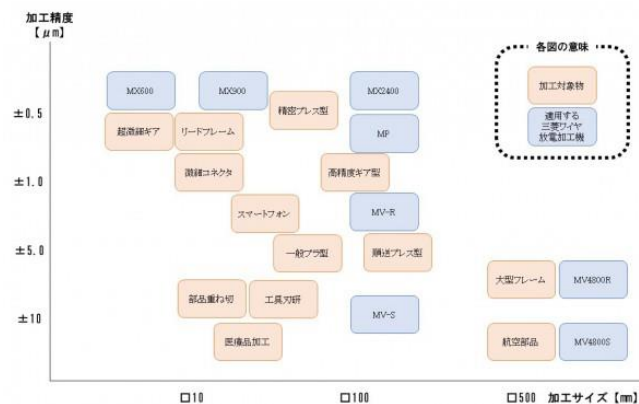 加工精度
【μm】
各図の意味
加工対象物
適用する
三菱ワイヤ
放電加工機
MX600
MX900
MX2400
精密プレス型
±0.5
超微細ギア
リードフレーム
MP
微細コネクタ
高精度ギア型
±1.0
スマートフォン
MV-R
±5.0
一般プラ型
順送プレス型
大型フレーム
MV4800R
部品重ね切
工具刃研
±10
MV-S
医療品加工
航空部品
MV4800S
□10
□100
□500
加工サイズ【mm】